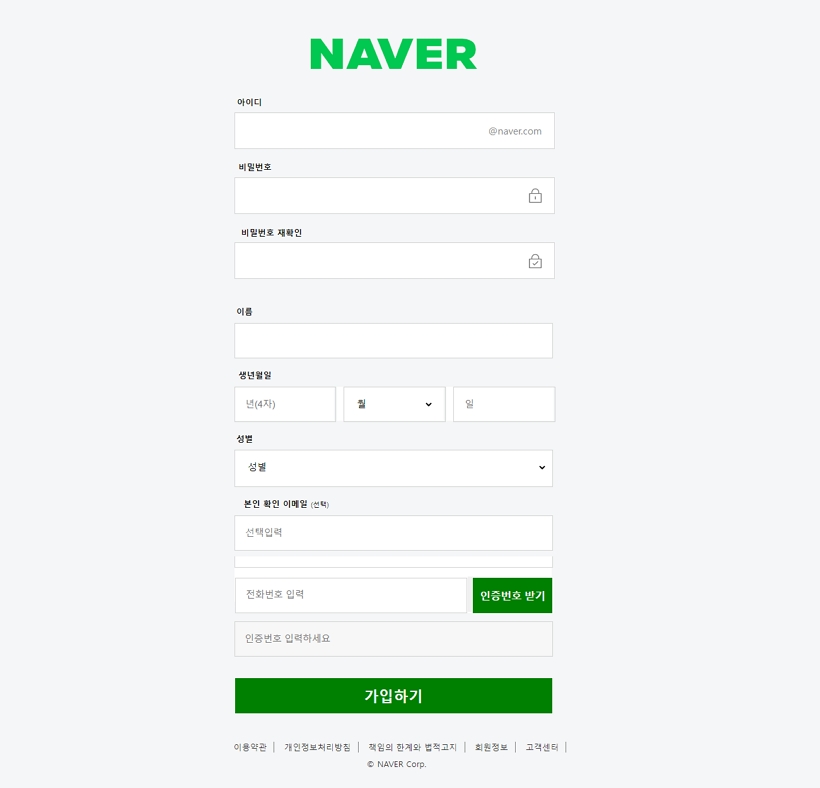 NAVER
아이디
@naver.com
비밀번호
비밀번호 재확인
이름
생년월일
년(4자) 월 일
성별
성별
본인 확인 이메일 (선택)
선택입력
전화번호 입력 인증번호 받기
인증번호 입력하세요
가입하기
이용약관 | 개인정보처리방침 | 책임의 한계와 법적고지 | 회원정보 | 고객센터 |
© NAVER Corp.